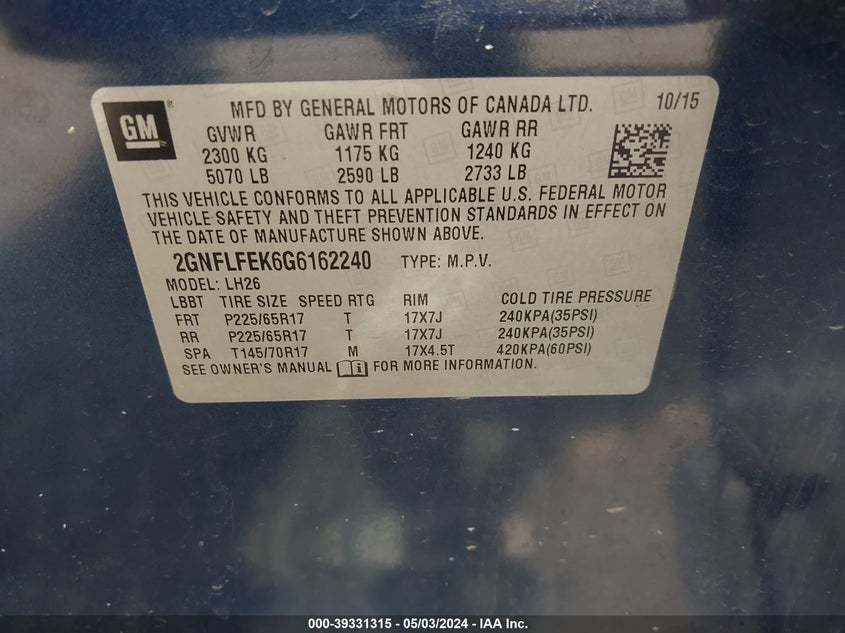 GM ® MFD BY GENERAL MOTORS OF CANADA LTD. 10/15
GVWR GAWR FRT GAWR RR
2300 KG 1175 KG 1240 KG
5070 LB 2590 LB 2733 LB
THIS VEHICLE CONFORMS TO ALL APPLICABLE U.S. FEDERAL MOTOR
VEHICLE SAFETY AND THEFT PREVENTION STANDARDS IN EFFECT ON
THE DATE OF MANUFACTURE SHOWN ABOVE.
2GNFLFEK6G6162240 TYPE: M.P.V.
MODEL: LH26
LBBT TIRE SIZE SPEED RTG RIM COLD TIRE PRESSURE
FRT P225/65R17 T 17X7J 240KPA(35PSI)
RR P225/65R17 T 17X7J 240KPA(35PSI)
SPA T145/70R17 M 17X4.5T 420KPA(60PSI)
SEE OWNER'S MANUAL FOR MORE INFORMATION.
000-39331315 - 05/03/2024 - IAA Inc.